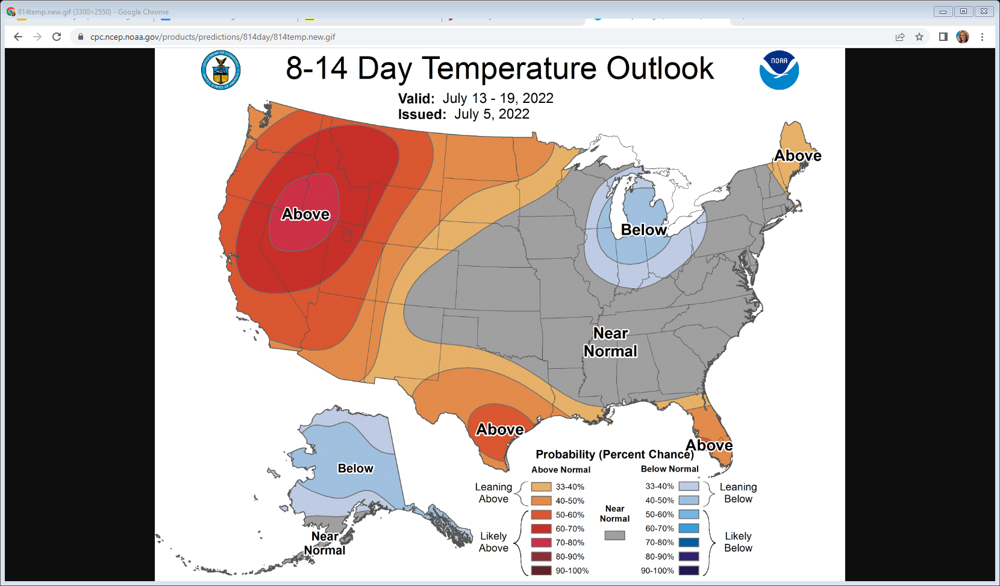 814temp.new.gif (3300×2550) - Google Chrome
cpc.ncep.noaa.gov/products/predictions/814day/814temp.new.gif
8-14 Day Temperature Outlook
NOAA
Valid: July 13 - 19, 2022
Issued: July 5, 2022
Above
Above
Below
Near
Normal
Above
Above
Below
Near
Normal
Probability (Percent Chance)
Above Normal
Below Normal
Leaning
Above
33-40%
40-50%
50-60%
60-70%
70-80%
80-90%
90-100%
Likely
Above
Near
Normal
33-40%
40-50%
50-60%
60-70%
70-80%
80-90%
90-100%
Leaning
Below
Likely
Below